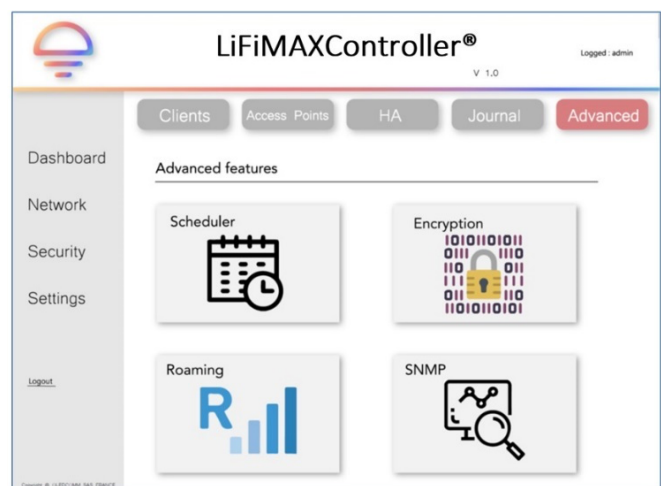 LiFiMAXController®
Logged : admin
V 1.0
Clients
Access Points
HA
Journal
Advanced
Dashboard
Network
Security
Settings
Logout
Advanced features
Scheduler
Encryption
Roaming
R
SNMP